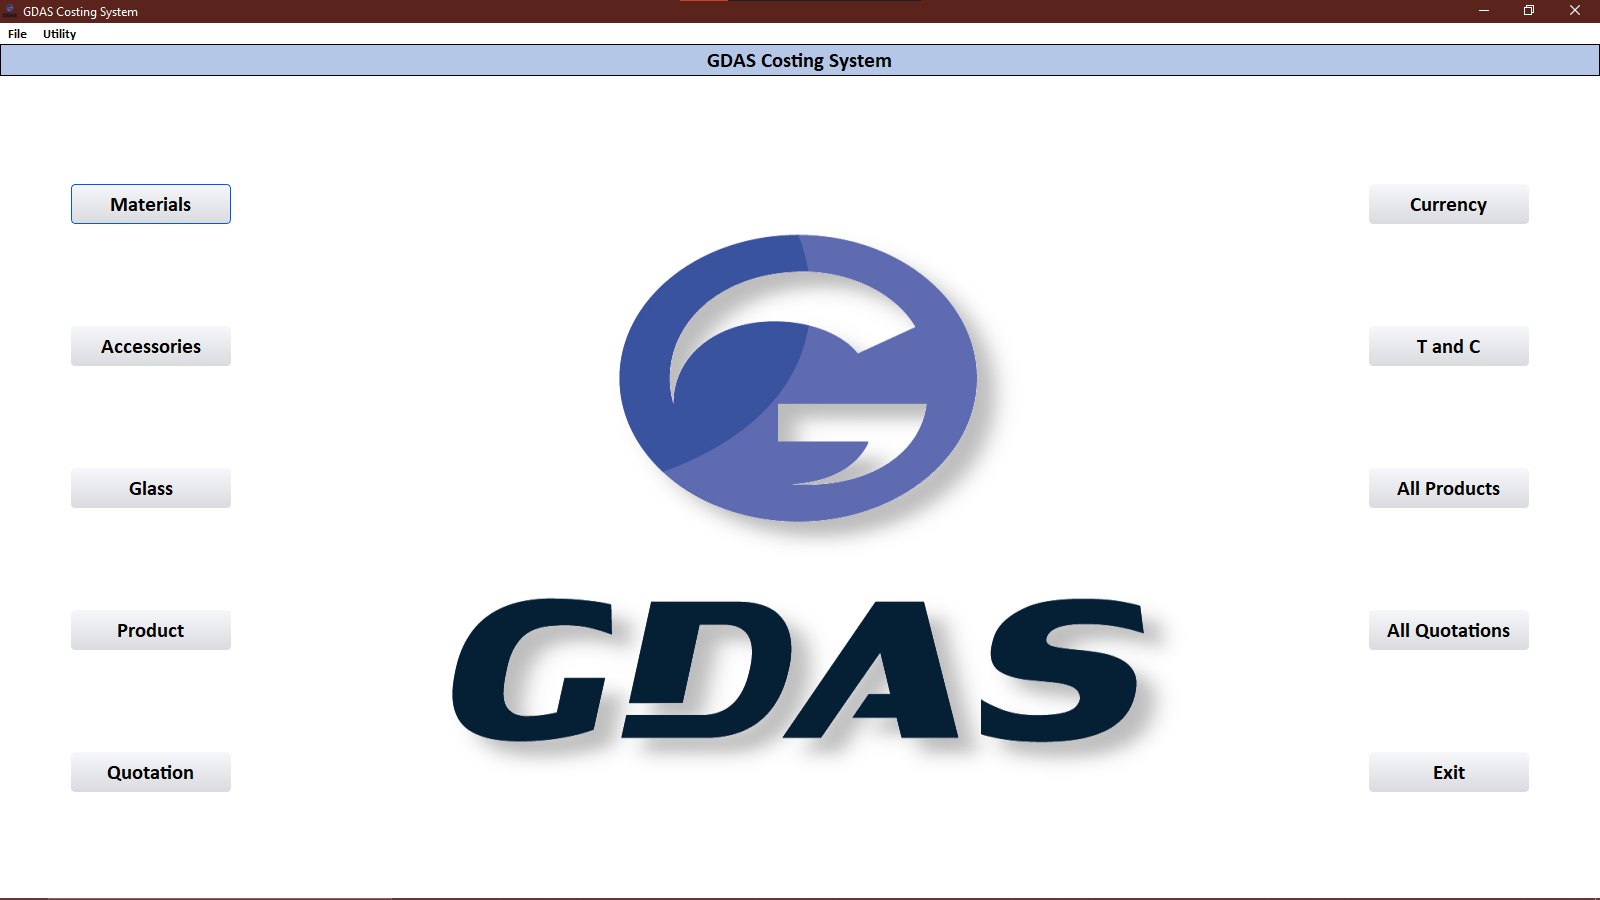 GDAS Costing System
File Utility
GDAS Costing System
Materials
Accessories
Glass
Product
Quotation
G
GDAS
Currency
T and C
All Products
All Quotations
Exit